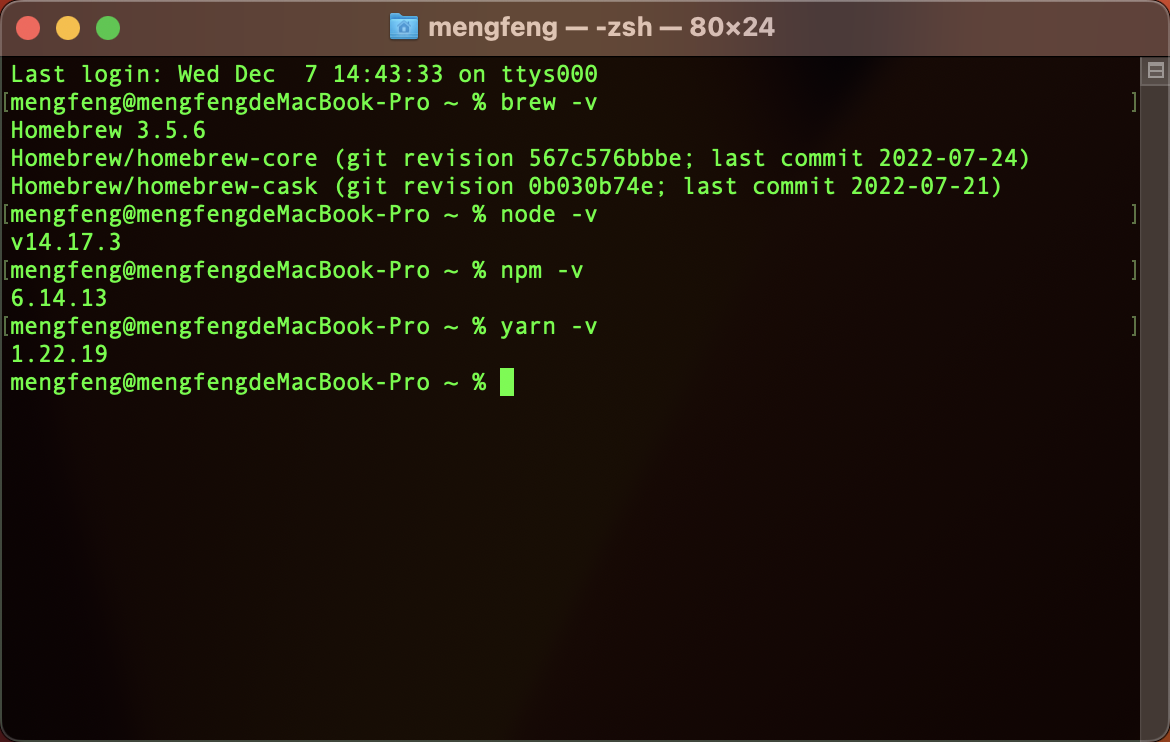 mengfeng — -zsh — 80×24
Last login: Wed Dec  7 14:43:33 on ttys000
[mengfeng@mengfengdeMacBook-Pro ~ % brew -v ]
Homebrew 3.5.6
Homebrew/homebrew-core (git revision 567c576bbbe; last commit 2022-07-24)
Homebrew/homebrew-cask (git revision 0b030b74e; last commit 2022-07-21)
[mengfeng@mengfengdeMacBook-Pro ~ % node -v ]
v14.17.3
[mengfeng@mengfengdeMacBook-Pro ~ % npm -v ]
6.14.13
[mengfeng@mengfengdeMacBook-Pro ~ % yarn -v ]
1.22.19
mengfeng@mengfengdeMacBook-Pro ~ %